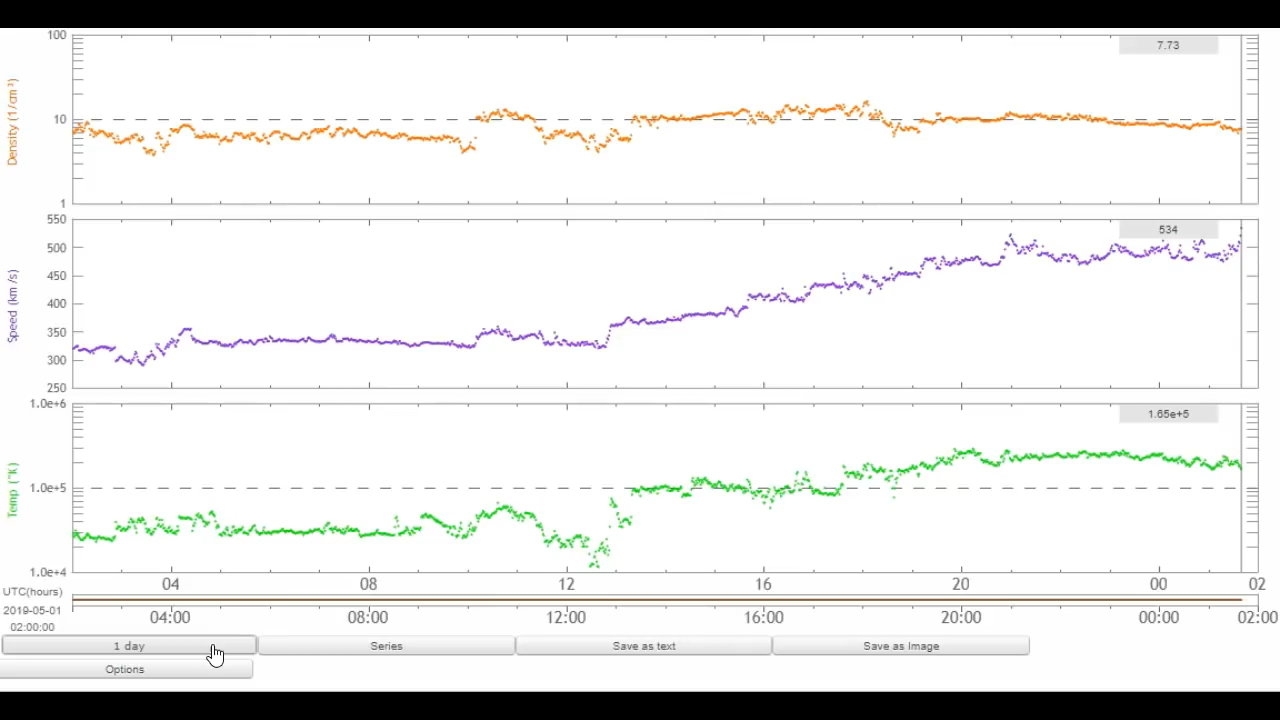 100
7.73
Density (1/cm³)
10
1
550
534
500
450
Speed (km/s)
400
350
300
250
1.0e+6
1.65e+5
Temp (°K)
1.0e+5
1.0e+4
04 08 12 16 20 00 02
UTC(hours)
2019-05-01
02:00:00
04:00 08:00 12:00 16:00 20:00 00:00 02:00
1 day Series Save as text Save as Image
Options